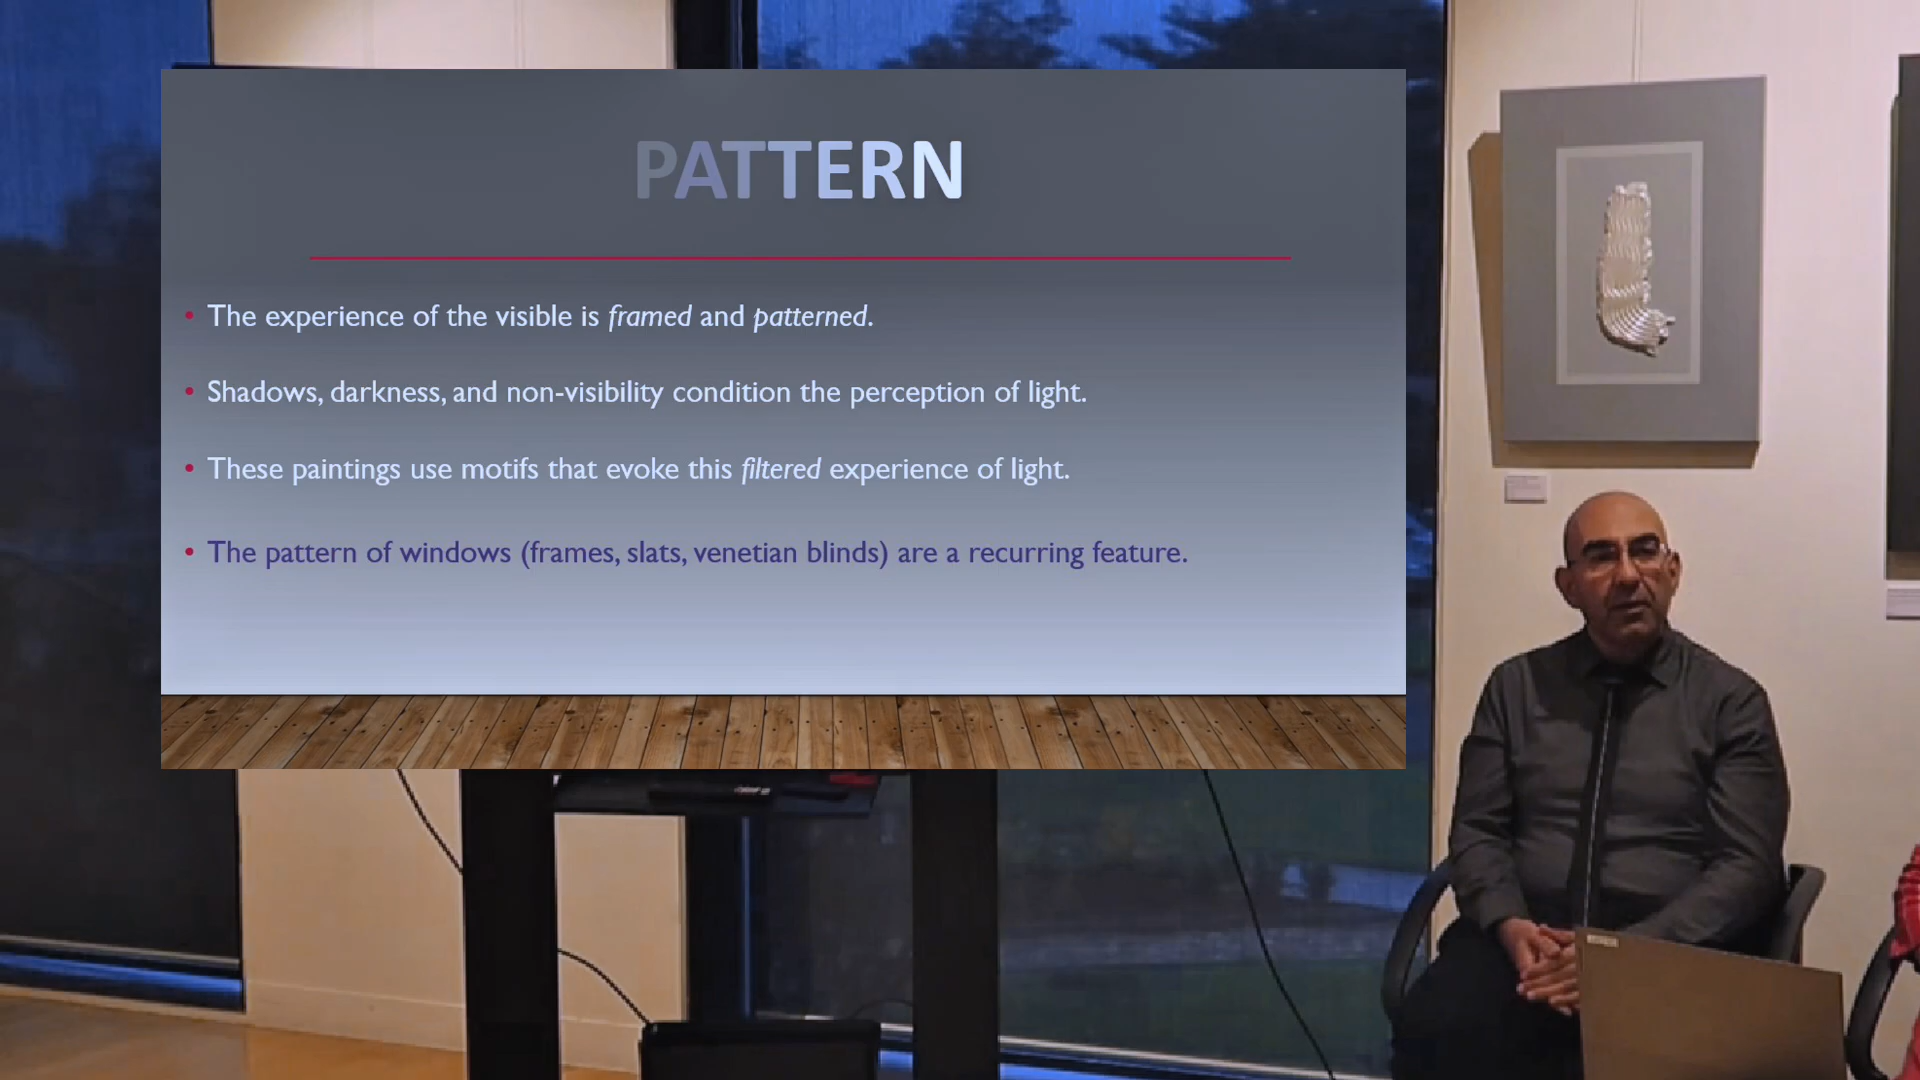 PATTERN
• The experience of the visible is framed and patterned.
• Shadows, darkness, and non-visibility condition the perception of light.
• These paintings use motifs that evoke this filtered experience of light.
• The pattern of windows (frames, slats, venetian blinds) are a recurring feature.